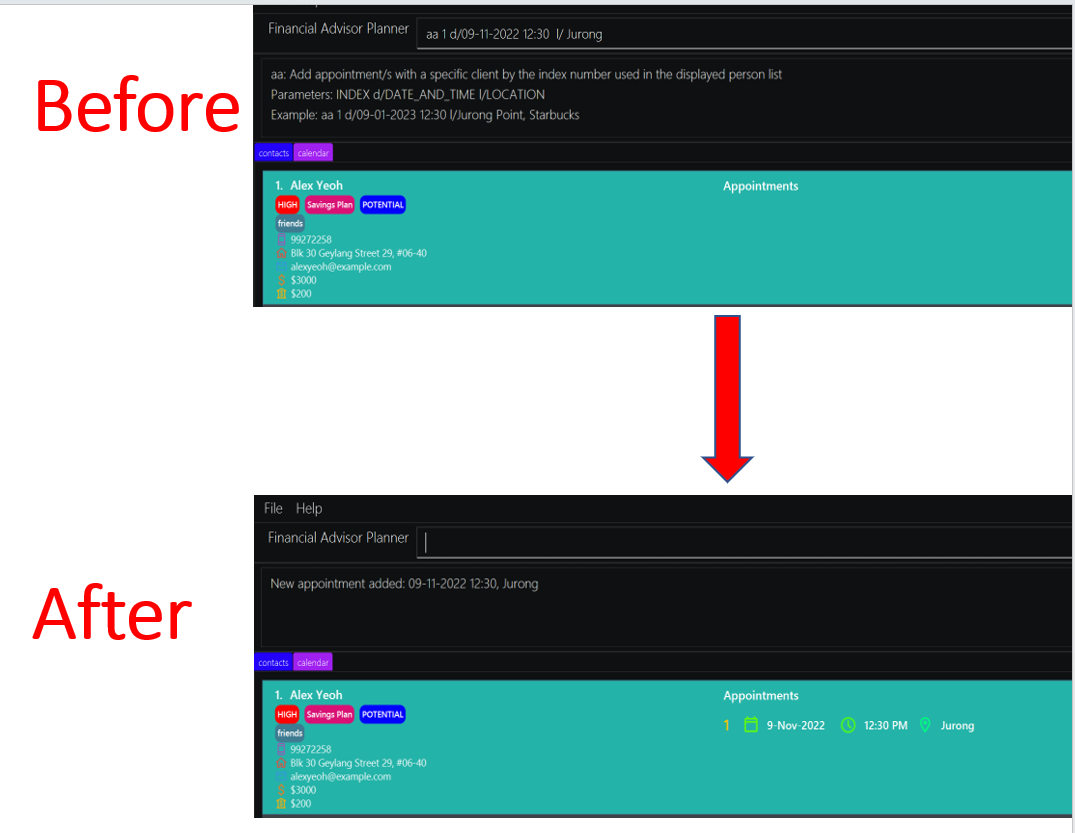 Before
Financial Advisor Planner aa 1 d/09-11-2022 12:30 l/ Jurong
aa: Add appointment/s with a specific client by the index number used in the displayed person list
Parameters: INDEX d/DATE_AND_TIME l/LOCATION
Example: aa 1 d/09-01-2023 12:30 l/Jurong Point, Starbucks
contacts calendar
1. Alex Yeoh Appointments
HIGH Savings Plan POTENTIAL
friends
99272258
Blk 30 Geylang Street 29, #06-40
alexyeoh@example.com
$3000
$200
After
File Help
Financial Advisor Planner
New appointment added: 09-11-2022 12:30, Jurong
contacts calendar
1. Alex Yeoh Appointments
HIGH Savings Plan POTENTIAL 1 9-Nov-2022 12:30 PM Jurong
friends
99272258
Blk 30 Geylang Street 29, #06-40
alexyeoh@example.com
$3000
$200